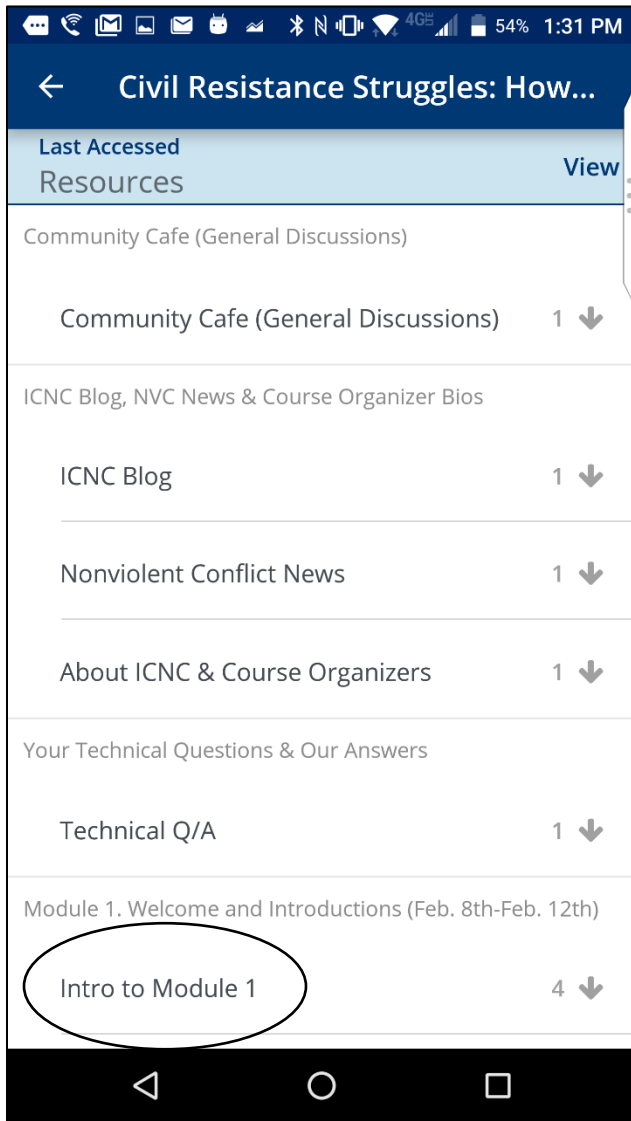 4GE 54% 1:31 PM
Civil Resistance Struggles: How...
Last Accessed
Resources
View
Community Cafe (General Discussions)
Community Cafe (General Discussions) 1
ICNC Blog, NVC News & Course Organizer Bios
ICNC Blog 1
Nonviolent Conflict News 1
About ICNC & Course Organizers 1
Your Technical Questions & Our Answers
Technical Q/A 1
Module 1. Welcome and Introductions (Feb. 8th-Feb. 12th)
Intro to Module 1 4